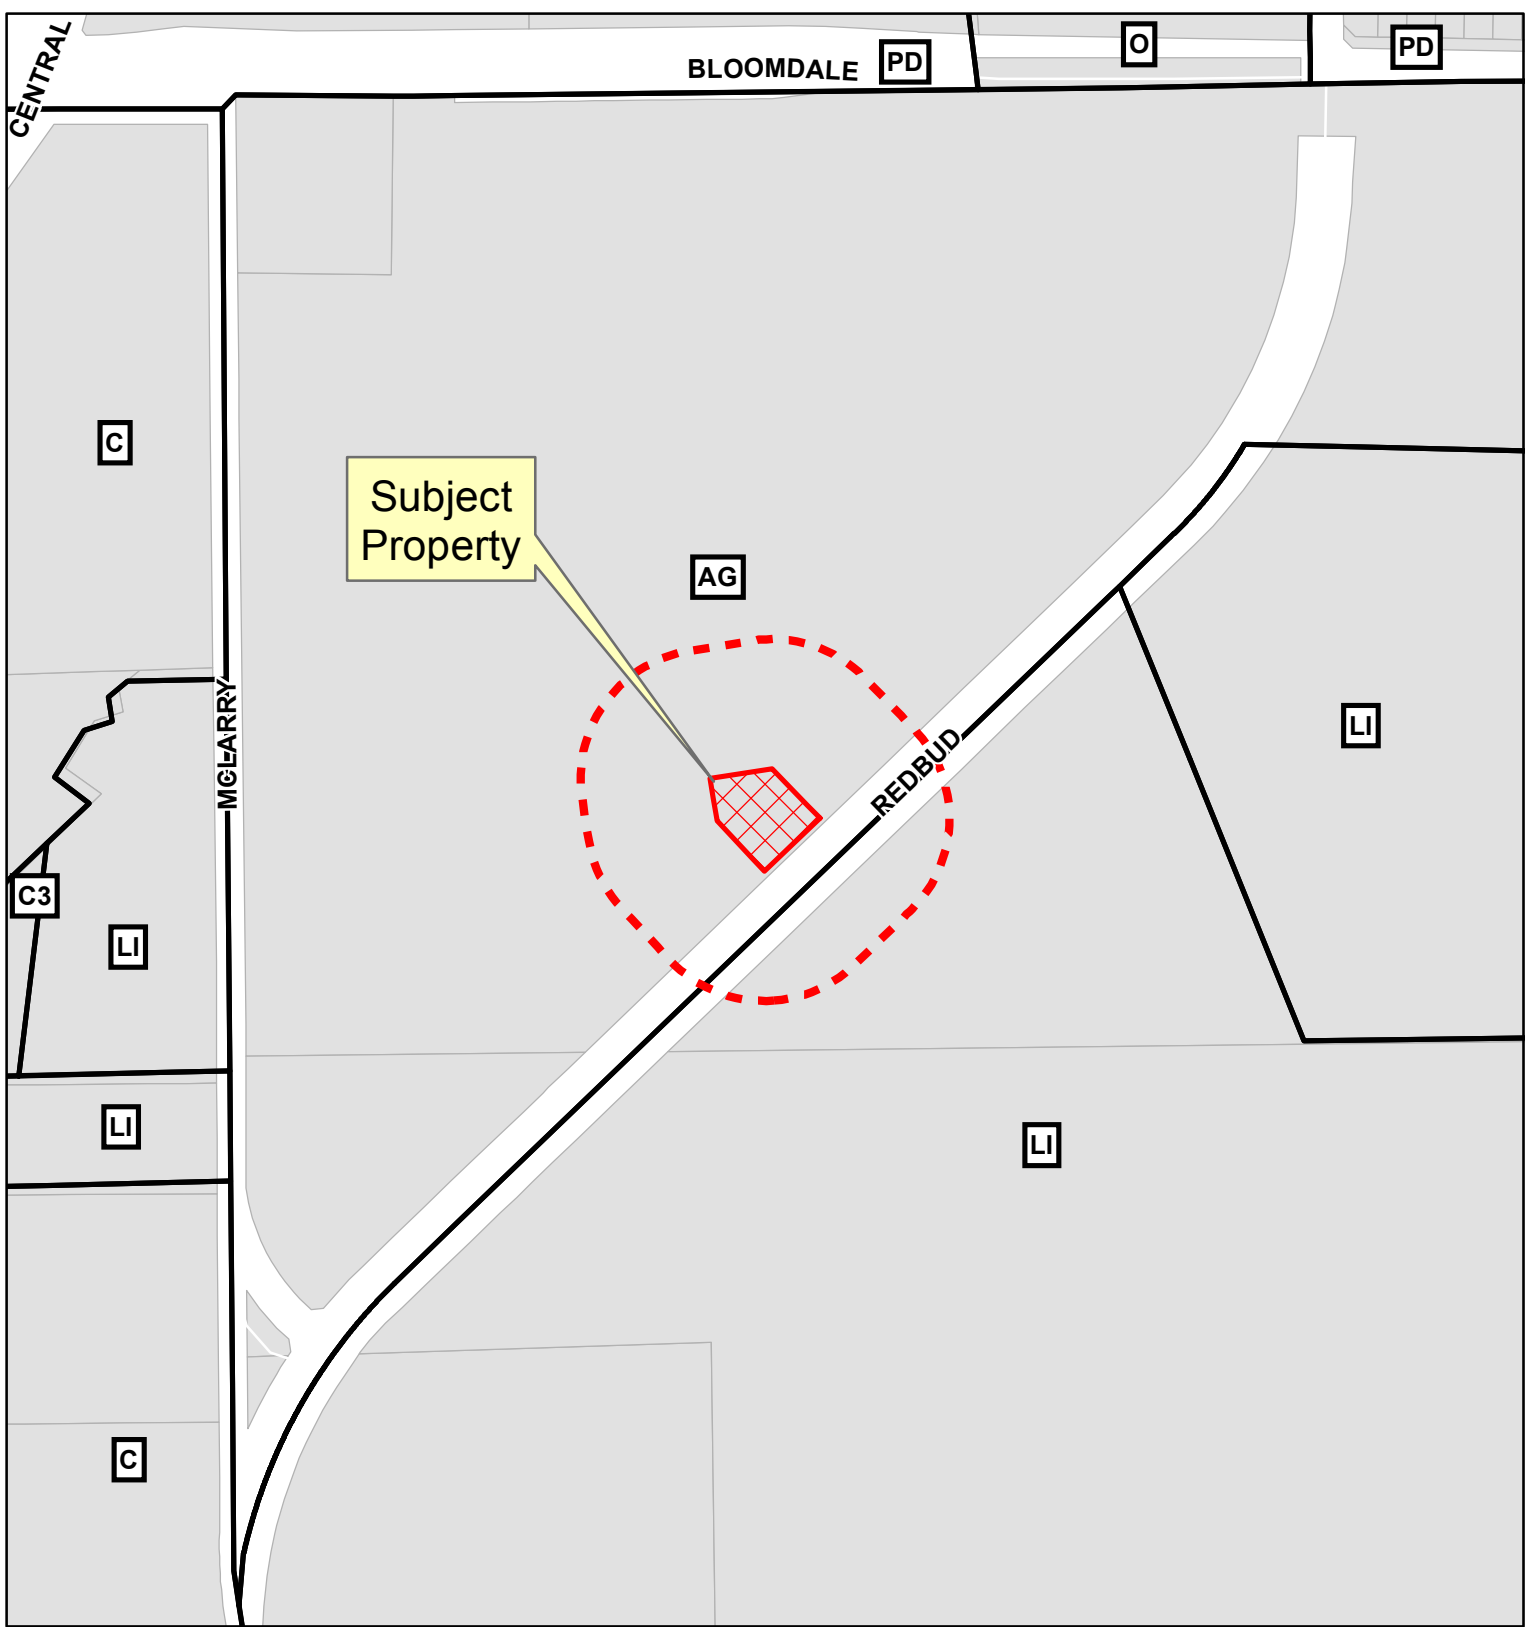 CENTRAL
BLOOMDALE
PD
O
PD
C
Subject
Property
AG
LI
MCLARRY
REDBUD
C3
LI
LI
LI
C